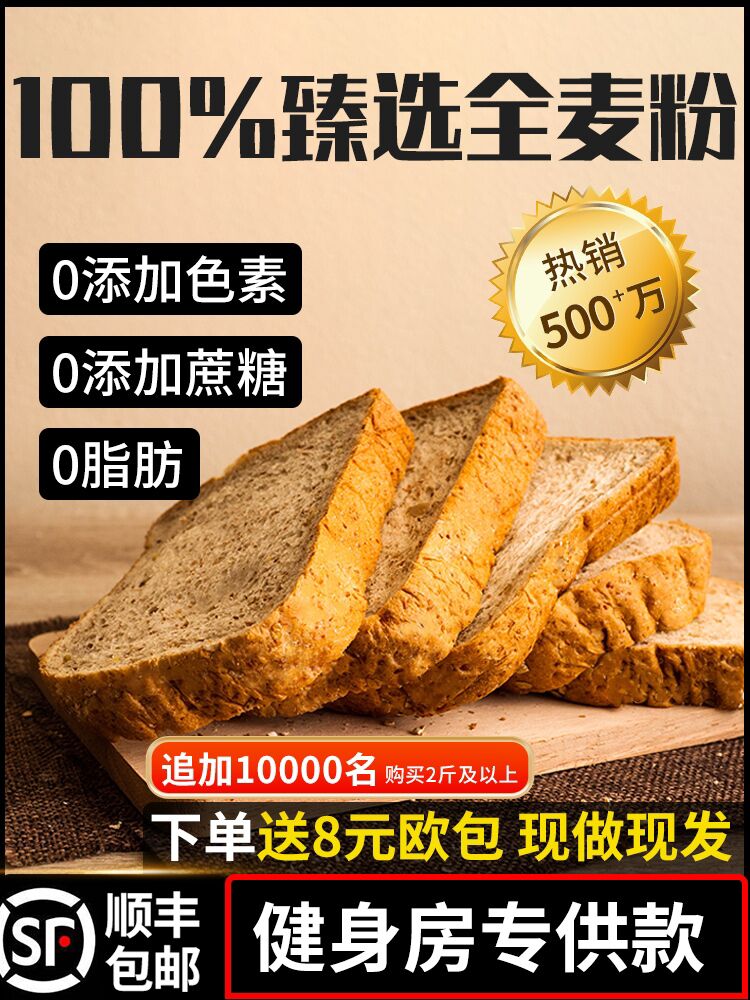 100%臻选全麦粉
热销
500+万
0添加色素
0添加蔗糖
0脂肪
追加10000名 购买2斤及以上
下单送8元欧包 现做现发
SF 顺丰
包邮
健身房专供款